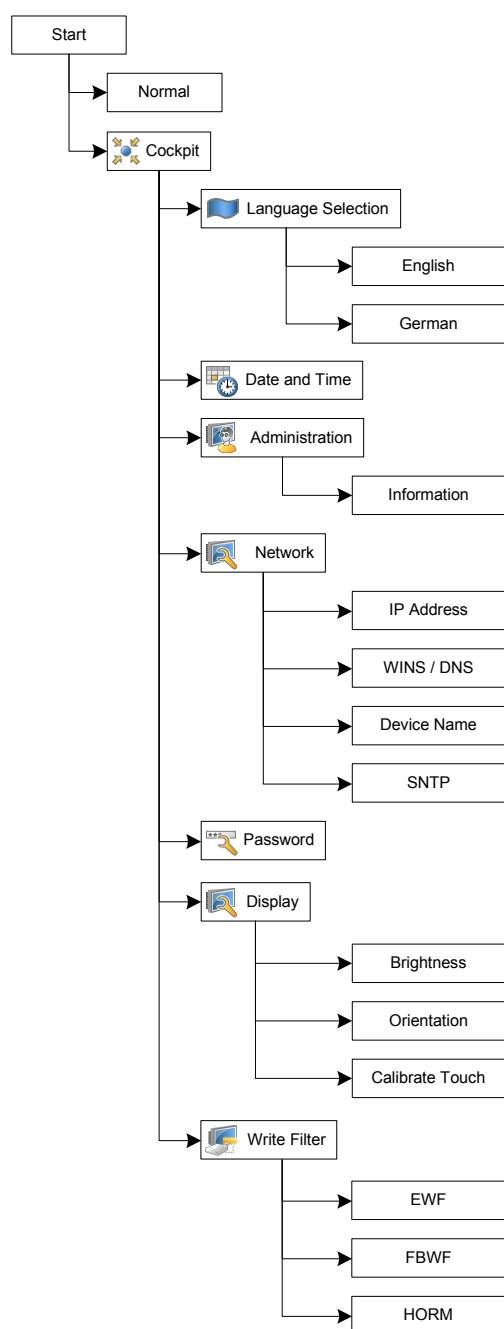 Start
Normal
Cockpit
Language Selection
English
German
Date and Time
Administration
Information
Network
IP Address
WINS / DNS
Device Name
SNTP
Password
Display
Brightness
Orientation
Calibrate Touch
Write Filter
EWF
FBWF
HORM